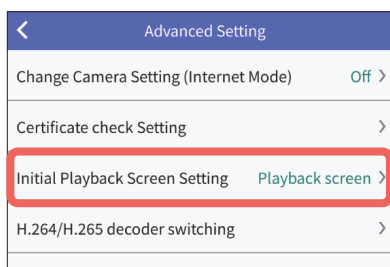 Advanced Setting
Change Camera Setting (Internet Mode) Off
Certificate check Setting
Initial Playback Screen Setting Playback screen
H.264/H.265 decoder switching